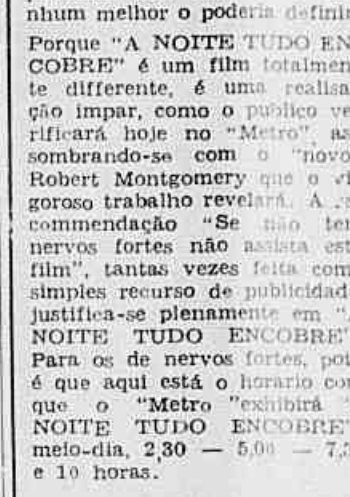 nhum melhor o poderia definir
Porque "A NOITE TUDO EN
COBRE" é um film totalmen
te differente, é uma realisa
ção impar, como o publico ve
rificará hoje no "Metro", as
sombrando-se com o "novo
Robert Montgomery que o vi
goroso trabalho revelará. A re
commendação "Se não ter
nervos fortes não assista est
film", tantas vezes feita com
simples recurso de publicidad
justifica-se plenamente em "A
NOITE TUDO ENCOBRE"
Para os de nervos fortes, poi
é que aqui está o horario con
que o "Metro "exhibirá "
NOITE TUDO ENCOBRE"
meio-dia, 2,30 — 5,00 — 7,3
e 10 horas.